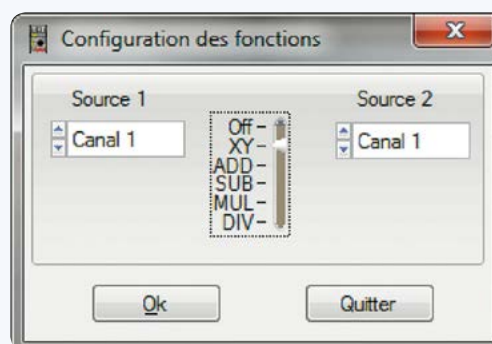 Configuration des fonctions
Source 1
Source 2
Canal 1
Off
XY
ADD
SUB
MUL
DIV
Canal 1
Ok
Quitter